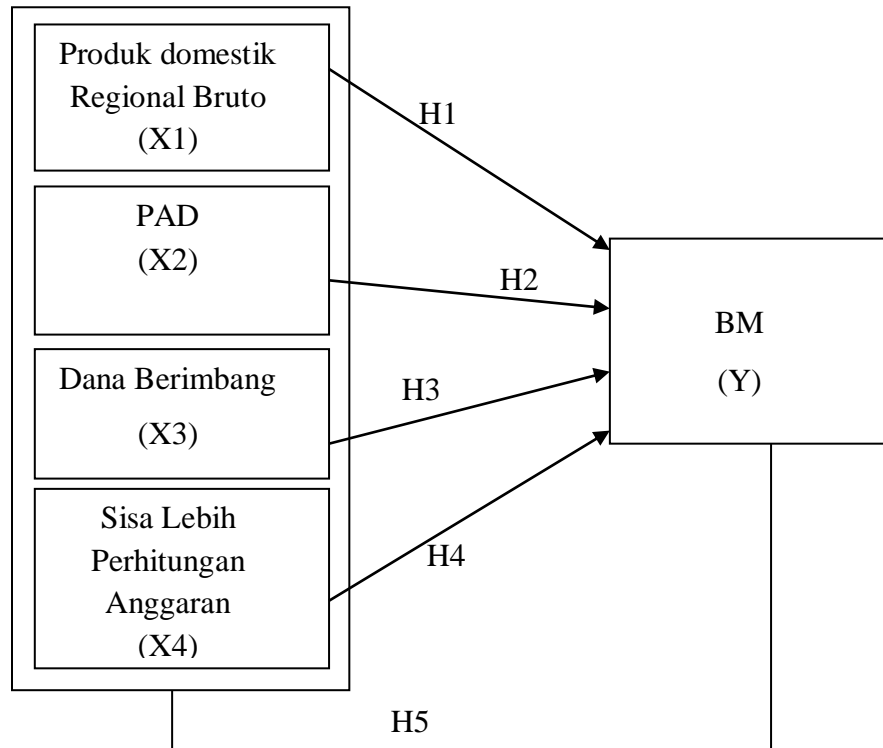 Produk domestik
Regional Bruto
(X1)
H1
PAD
(X2)
H2
BM
(Y)
Dana Berimbang
(X3)
H3
Sisa Lebih
Perhitungan
Anggaran
(X4)
H4
H5